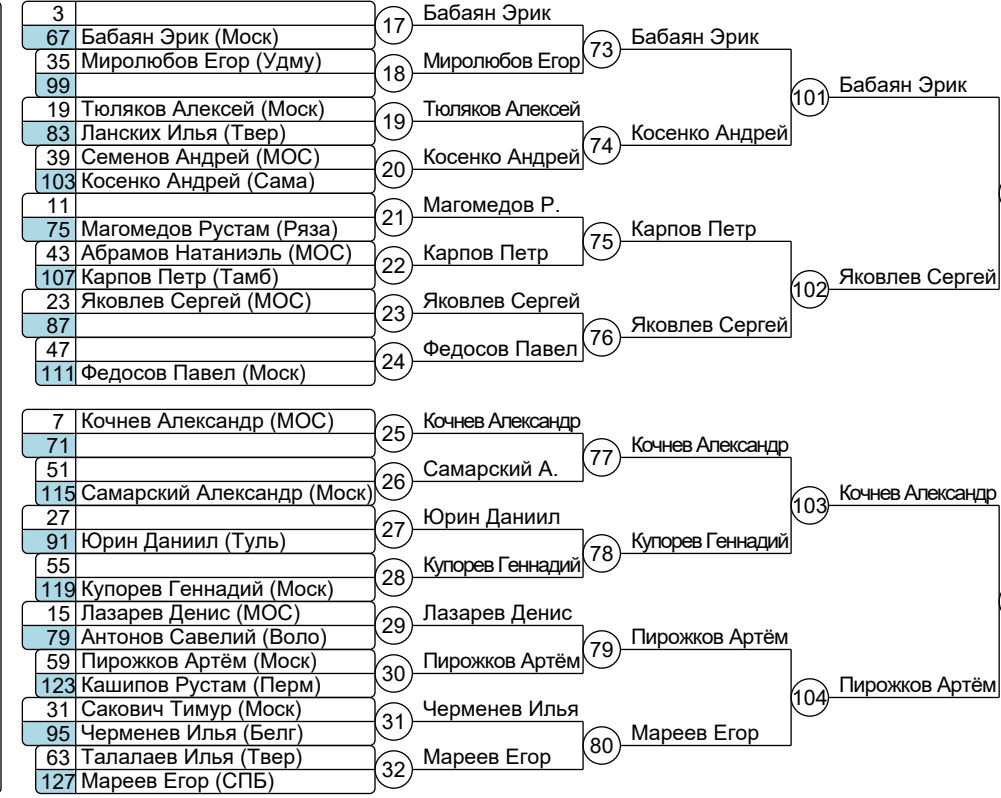 3
67 Бабаян Эрик (Моск)
35 Миролюбов Егор (Удму)
99
19 Тюляков Алексей (Моск)
83 Ланских Илья (Твер)
39 Семенов Андрей (МОС)
103 Косенко Андрей (Сама)
11
75 Магомедов Рустам (Ряза)
43 Абрамов Натаниэль (МОС)
107 Карпов Петр (Тамб)
23 Яковлев Сергей (МОС)
87
47
111 Федосов Павел (Моск)
7 Кочнев Александр (МОС)
71
51
115 Самарский Александр (Моск)
27
91 Юрин Даниил (Туль)
55
119 Купорев Геннадий (Моск)
15 Лазарев Денис (МОС)
79 Антонов Савелий (Воло)
59 Пирожков Артём (Моск)
123 Кашипов Рустам (Перм)
31 Сакович Тимур (Моск)
95 Черменев Илья (Белг)
63 Талалаев Илья (Твер)
127 Мареев Егор (СПБ)
17 Бабаян Эрик
18 Миролюбов Егор
19 Тюляков Алексей
20 Косенко Андрей
21 Магомедов Р.
22 Карпов Петр
23 Яковлев Сергей
24 Федосов Павел
25 Кочнев Александр
26 Самарский А.
27 Юрин Даниил
28 Купорев Геннадий
29 Лазарев Денис
30 Пирожков Артём
31 Черменев Илья
32 Мареев Егор
73 Бабаян Эрик
74 Косенко Андрей
75 Карпов Петр
76 Яковлев Сергей
77 Кочнев Александр
78 Купорев Геннадий
79 Пирожков Артём
80 Мареев Егор
101 Бабаян Эрик
102 Яковлев Сергей
103 Кочнев Александр
104 Пирожков Артём